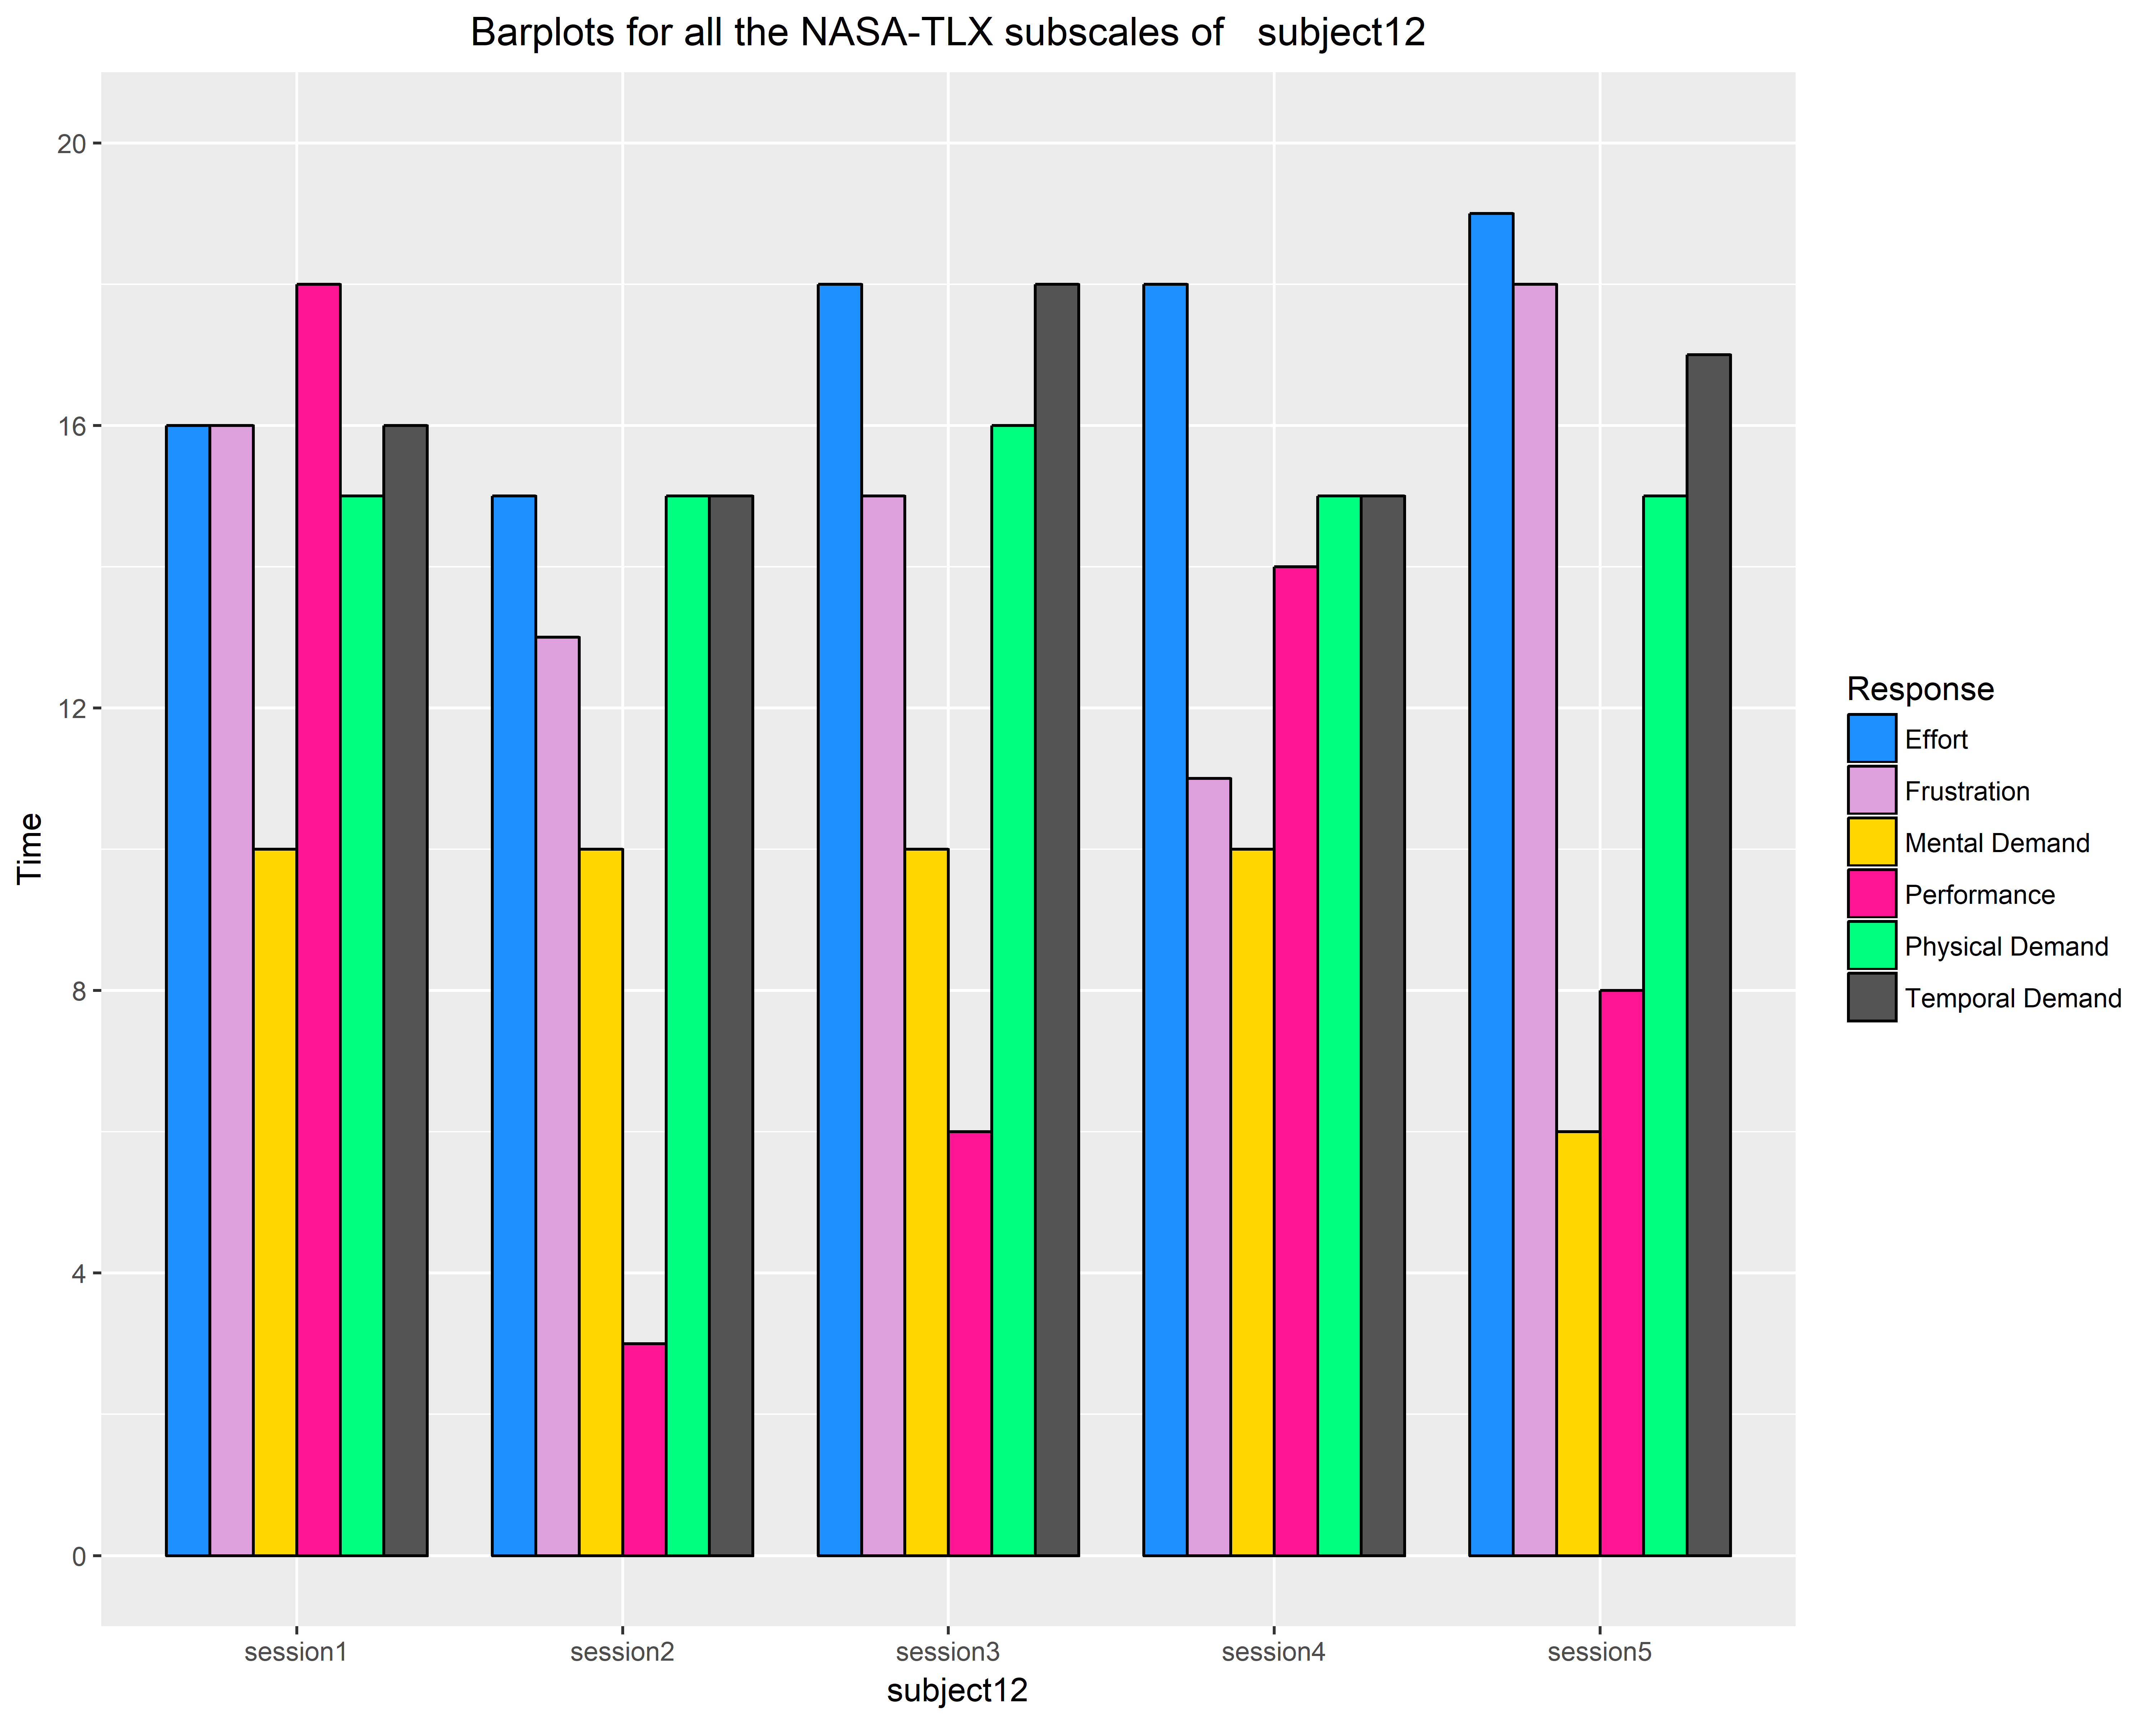 Barplots for all the NASA-TLX subscales of   subject12
20
16
12
8
4
0
Time
session1
session2
session3
session4
session5
subject12
Response
Effort
Frustration
Mental Demand
Performance
Physical Demand
Temporal Demand